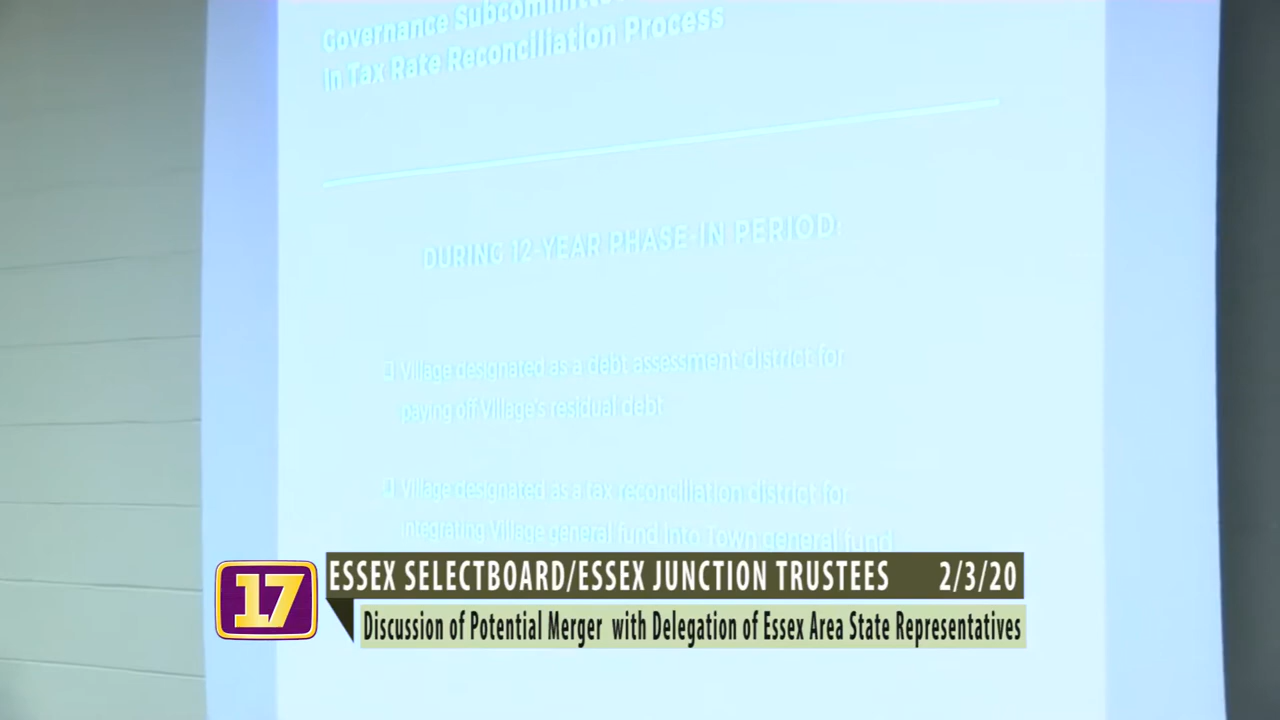 Governance Subcommittee
In Tax Rate Reconciliation Process
DURING 12-YEAR PHASE-IN PERIOD:
❑ Village designated as a debt assessment district for
paying off Village's residual debt
❑ Village designated as a tax reconciliation district for
integrating Village general fund into Town general fund
17
ESSEX SELECTBOARD/ESSEX JUNCTION TRUSTEES 2/3/20
Discussion of Potential Merger with Delegation of Essex Area State Representatives